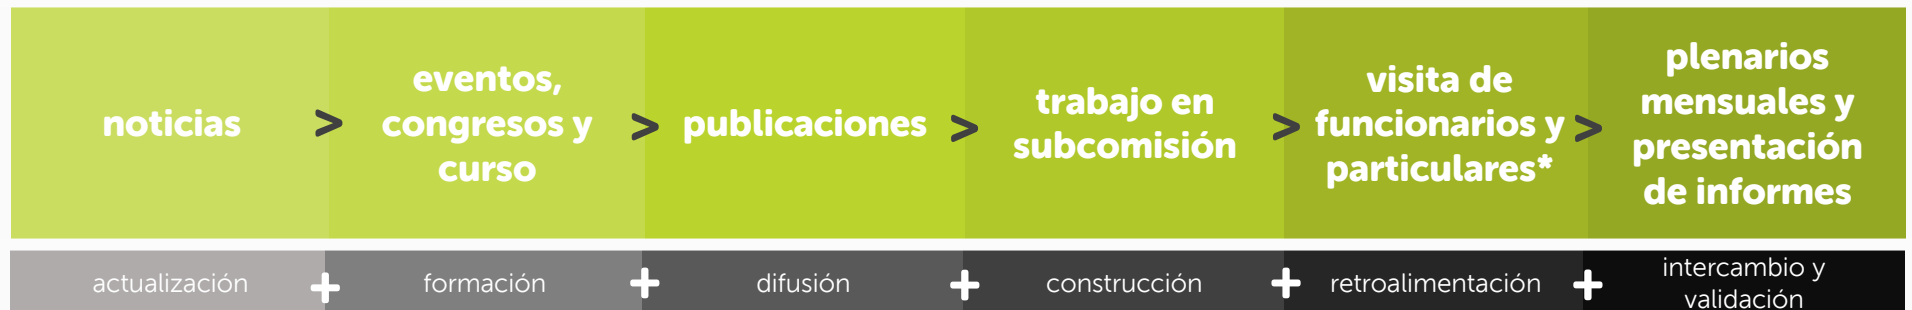 noticias
>
eventos,
congresos y
curso
>
publicaciones
>
trabajo en
subcomisión
>
visita de
funcionarios y
particulares*
>
plenarios
mensuales y
presentación
de informes
actualización
+
formación
+
difusión
+
construcción
+
retroalimentación
+
intercambio y
validación